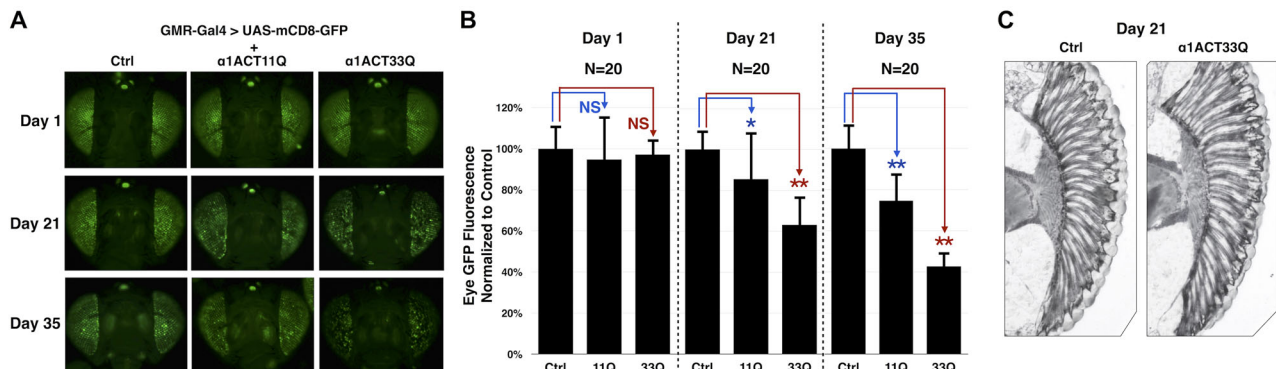 A
GMR-Gal4 > UAS-mCD8-GFP
+
Ctrl α1ACT11Q α1ACT33Q
Day 1
Day 21
Day 35
B
Day 1 Day 21 Day 35
N=20 N=20 N=20
Eye GFP Fluorescence
Normalized to Control
120%
100%
80%
60%
40%
20%
0%
NS NS
* **
** **
Ctrl 11Q 33Q Ctrl 11Q 33Q Ctrl 11Q 33Q
C
Day 21
Ctrl α1ACT33Q